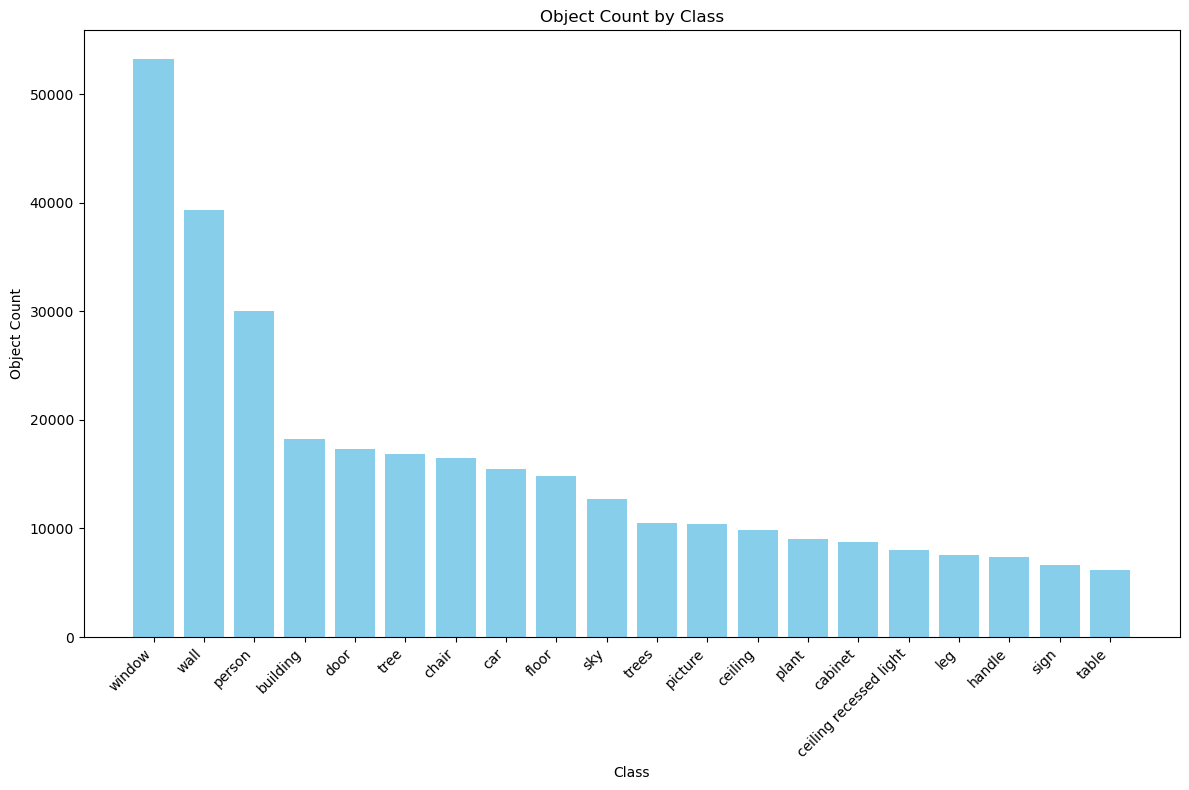 Object Count by Class
Object Count
50000
40000
30000
20000
10000
0
window
wall
person
building
door
tree
chair
car
floor
sky
trees
picture
ceiling
plant
cabinet
ceiling recessed light
leg
handle
sign
table
Class